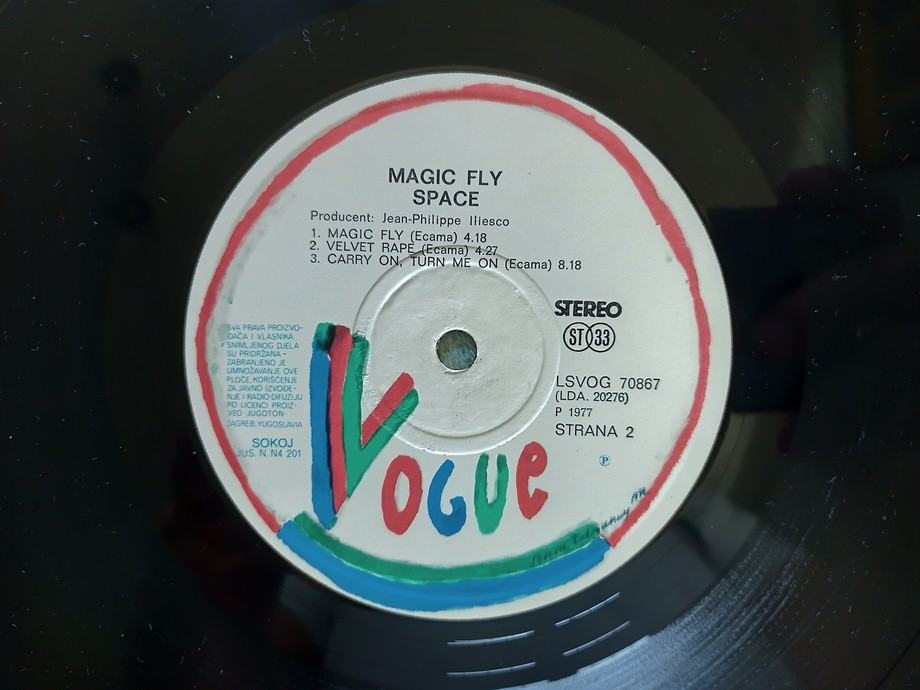 MAGIC FLY
SPACE
Producent: Jean-Philippe Iliesco
1. MAGIC FLY (Ecama) 4.18
2. VELVET RAPE (Ecama) 4.27
3. CARRY ON, TURN ME ON (Ecama) 8.18
STEREO
ST 33
SVA PRAVA PROIZVO-
ĐAČA I VLASNIKA
SNIMLJENOG DJELA
SU PRIDRŽANA -
ZABRANJENO JE
UMNOŽAVANJE OVE
PLOČE, KORIŠĆENJE
ZA JAVNO IZVOĐE-
NJE I RADIO-DIFUZIJU
PO LICENCI PROIZ-
VEO JUGOTON
ZAGREB, YUGOSLAVIA
SOKOJ
JUS. N. N4 201
LSVOG 70867
(LDA. 20276)
P 1977
STRANA 2
P
VOGUE